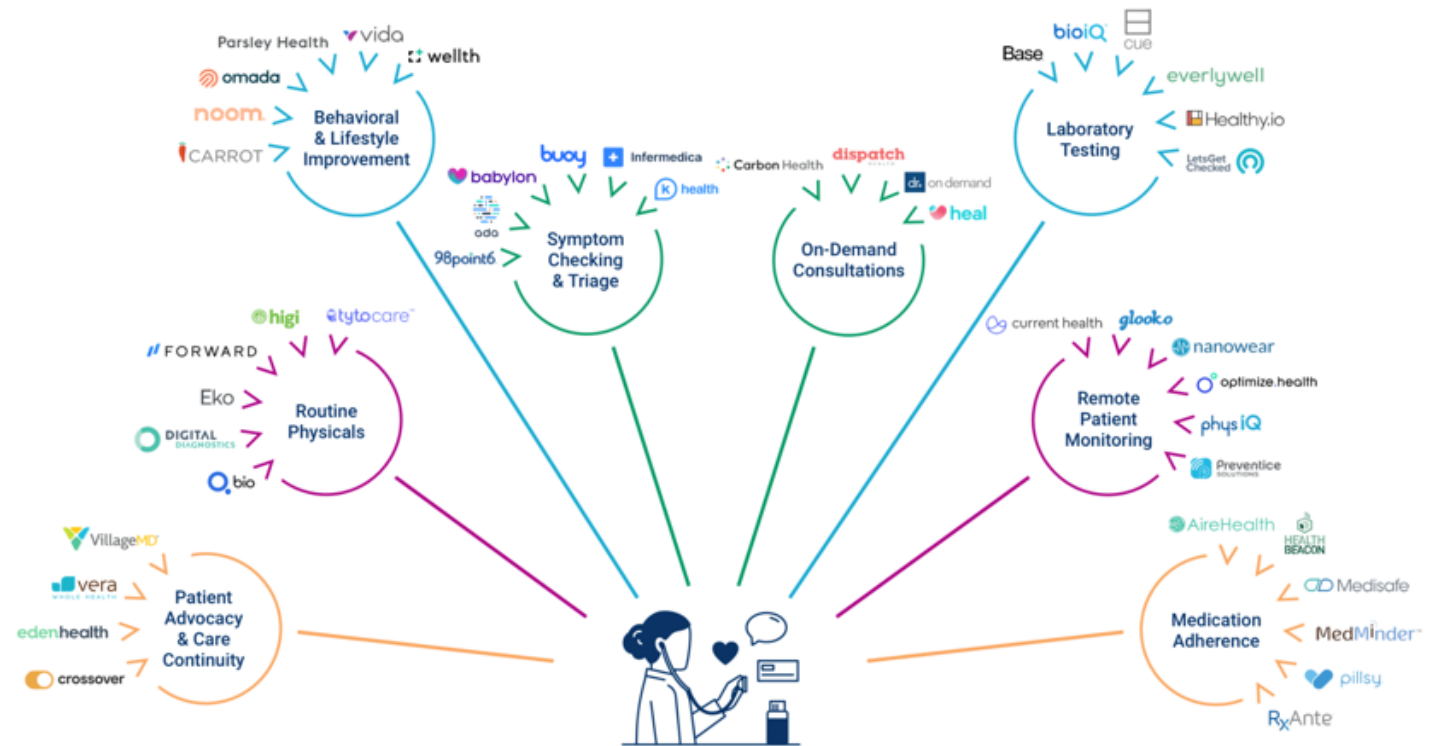 Parsley Health
vida
wellth
omada
noom
CARROT
Behavioral
& Lifestyle
Improvement
babylon
buoy
Infermedica
K health
ada
98point6
Symptom
Checking
& Triage
Carbon Health
dispatch
HEALTH
dr. on demand
heal
On-Demand
Consultations
Base
bioiQ
cue
everlywell
Healthy.io
LetsGet
Checked
Laboratory
Testing
higi
tytocare™
FORWARD
Eko
DIGITAL
DIAGNOSTICS
Q bio
Routine
Physicals
current health
glooko
nanowear
optimize.health
physIQ
Preventice
SOLUTIONS
Remote
Patient
Monitoring
VillageMD
vera
WHOLE HEALTH
edenhealth
crossover
Patient
Advocacy
& Care
Continuity
AireHealth
HEALTH
BEACON
Medisafe
MedMinder™
pillsy
RxAnte
Medication
Adherence